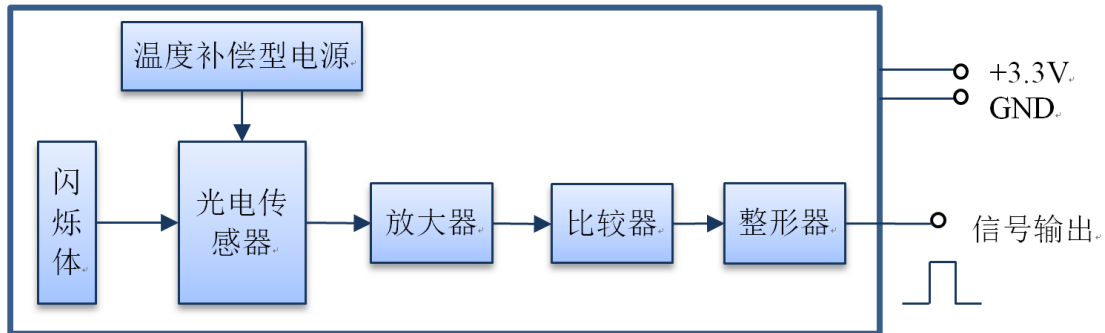 温度补偿型电源
+3.3V
GND
闪
烁
体
光电传
感器
放大器
比较器
整形器
信号输出